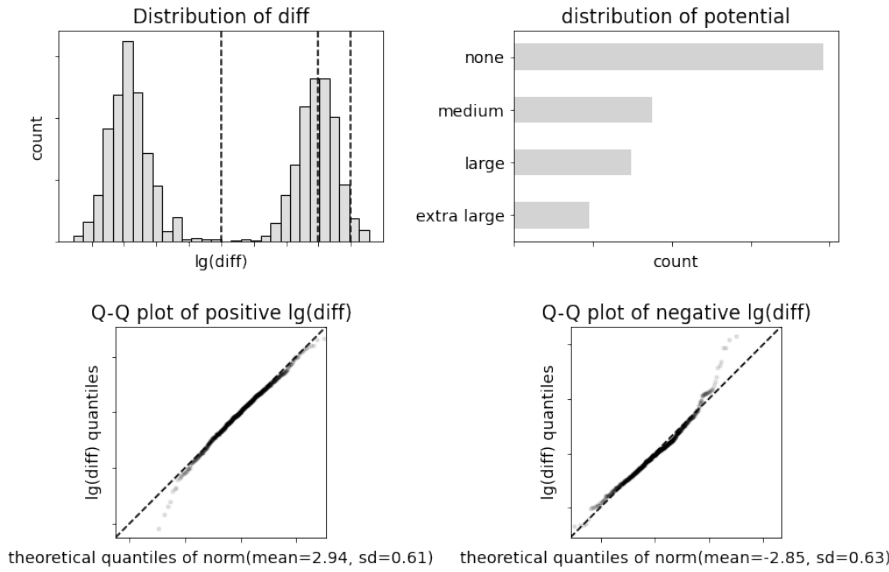 Distribution of diff
count
lg(diff)
distribution of potential
none
medium
large
extra large
count
Q-Q plot of positive lg(diff)
lg(diff) quantiles
theoretical quantiles of norm(mean=2.94, sd=0.61)
Q-Q plot of negative lg(diff)
lg(diff) quantiles
theoretical quantiles of norm(mean=-2.85, sd=0.63)